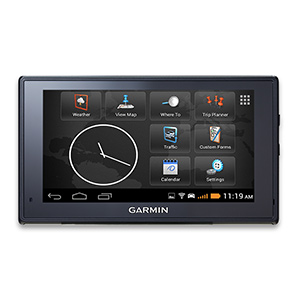 Weather View Map Where To Trip Planner
Traffic Custom Forms
Calendar Settings
11:19 AM
GARMIN